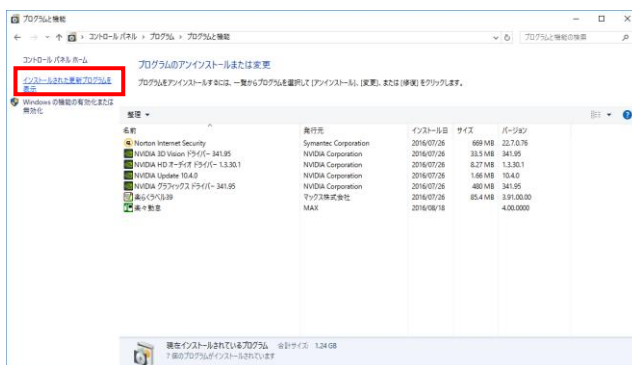 プログラムと機能
コントロール パネル › プログラム › プログラムと機能
プログラムと機能の検索
コントロール パネル ホーム
インストールされた更新プログラムを
表示
Windows の機能の有効化または
無効化
プログラムのアンインストールまたは変更
プログラムをアンインストールするには、一覧からプログラムを選択して [アンインストール]、[変更]、または [修復] をクリックします。
整理
名前 発行元 インストール日 サイズ バージョン
Norton Internet Security Symantec Corporation 2016/07/26 669 MB 22.7.0.76
NVIDIA 3D Vision ドライバー 341.95 NVIDIA Corporation 2016/07/26 33.5 MB 341.95
NVIDIA HD オーディオ ドライバー 1.3.30.1 NVIDIA Corporation 2016/07/26 8.27 MB 1.3.30.1
NVIDIA Update 10.4.0 NVIDIA Corporation 2016/07/26 1.66 MB 10.4.0
NVIDIA グラフィックス ドライバー 341.95 NVIDIA Corporation 2016/07/26 480 MB 341.95
楽らくラベル39 マックス株式会社 2016/07/26 85.4 MB 3.91.00.00
楽々勤怠 MAX 2016/08/18 4.00.0000
現在インストールされているプログラム 合計サイズ: 1.24 GB
7 個のプログラムがインストールされています